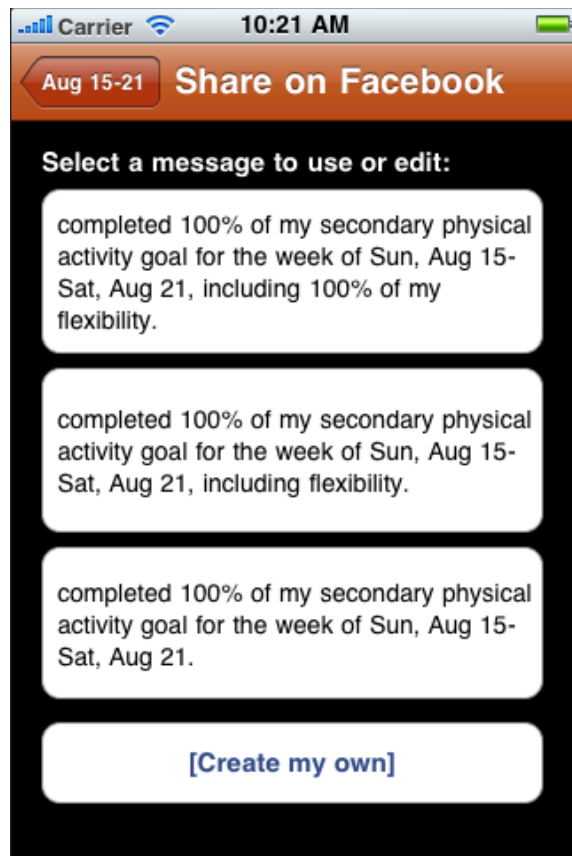 Carrier 10:21 AM
Aug 15-21 Share on Facebook
Select a message to use or edit:
completed 100% of my secondary physical
activity goal for the week of Sun, Aug 15-
Sat, Aug 21, including 100% of my
flexibility.
completed 100% of my secondary physical
activity goal for the week of Sun, Aug 15-
Sat, Aug 21, including flexibility.
completed 100% of my secondary physical
activity goal for the week of Sun, Aug 15-
Sat, Aug 21.
[Create my own]